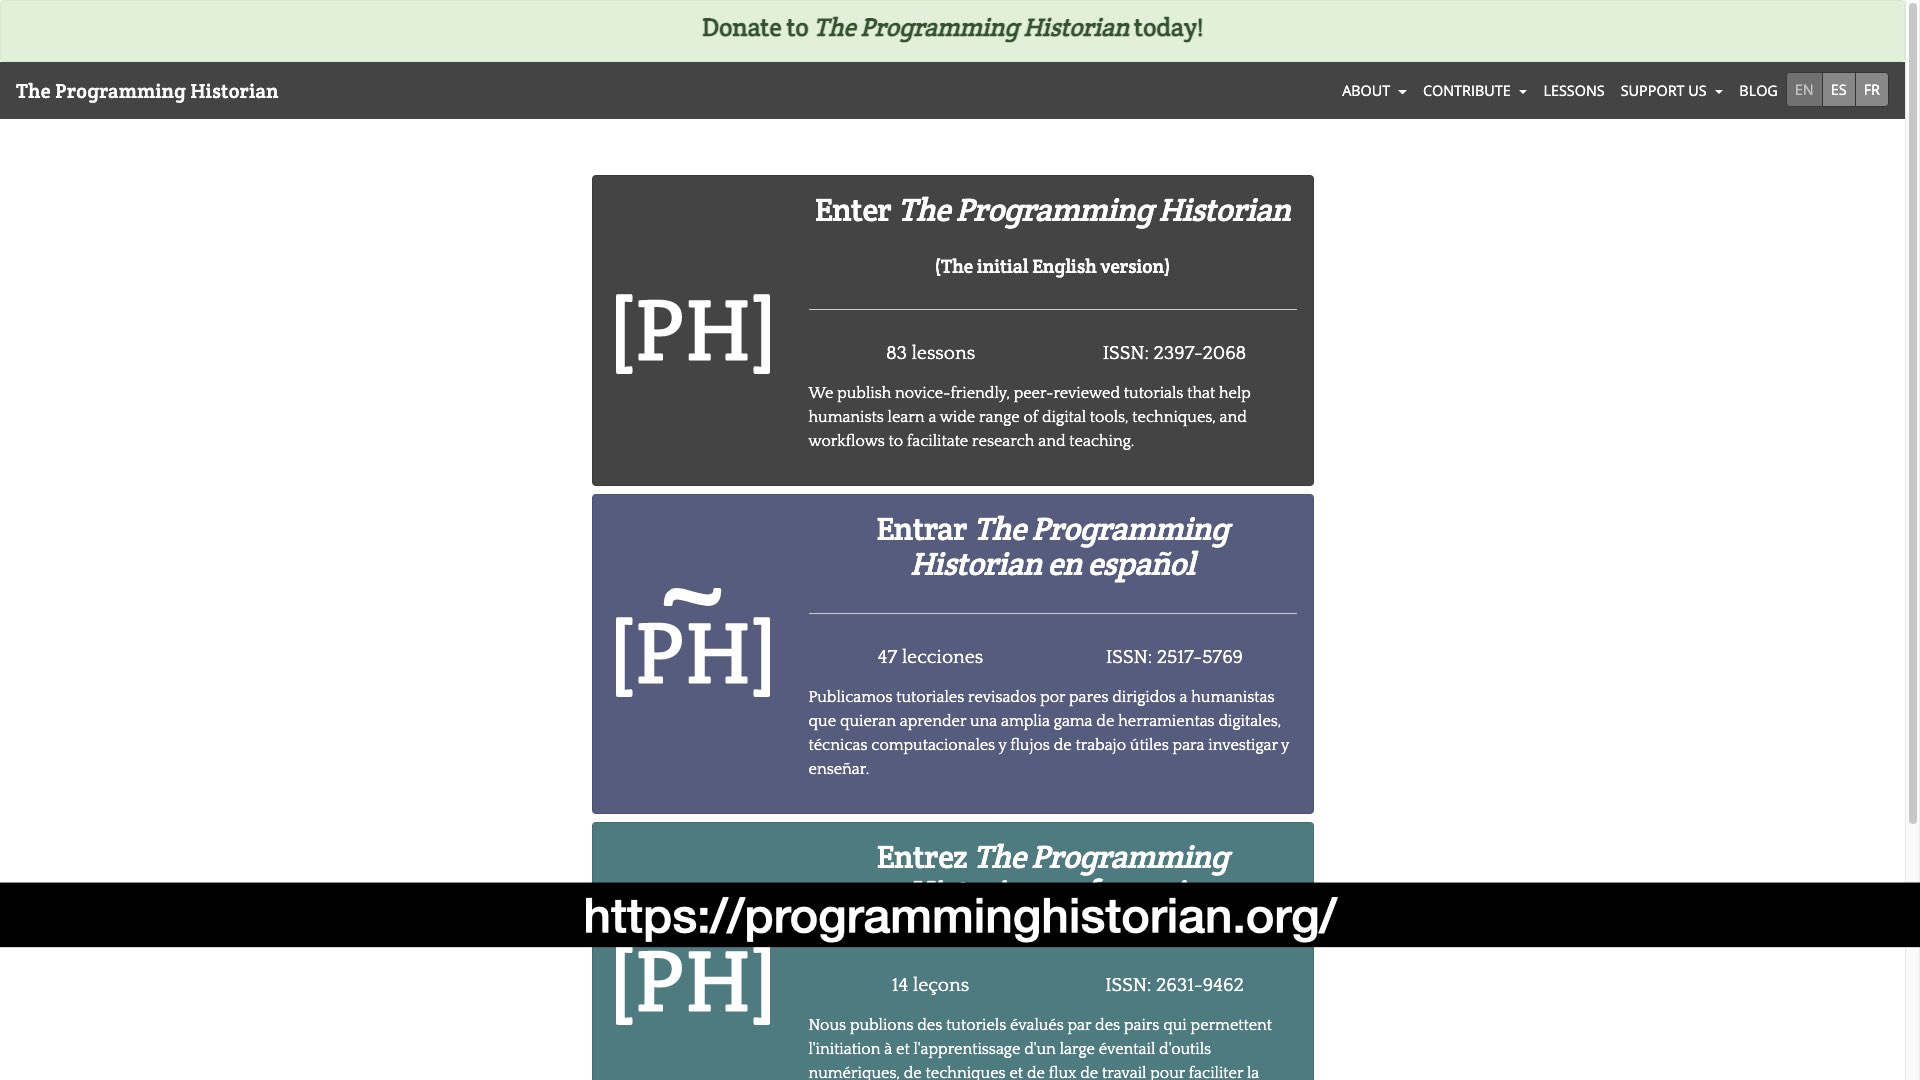 Donate to The Programming Historian today!
The Programming Historian
ABOUT CONTRIBUTE LESSONS SUPPORT US BLOG EN ES FR
Enter The Programming Historian
(The initial English version)
[PH]
83 lessons ISSN: 2397-2068
We publish novice-friendly, peer-reviewed tutorials that help
humanists learn a wide range of digital tools, techniques, and
workflows to facilitate research and teaching.
Entrar The Programming
Historian en español
[PH]
47 lecciones ISSN: 2517-5769
Publicamos tutoriales revisados por pares dirigidos a humanistas
que quieran aprender una amplia gama de herramientas digitales,
técnicas computacionales y flujos de trabajo útiles para investigar y
enseñar.
Entrez The Programming
https://programminghistorian.org/
[PH]
14 leçons ISSN: 2631-9462
Nous publions des tutoriels évalués par des pairs qui permettent
l'initiation à et l'apprentissage d'un large éventail d'outils
numériques, de techniques et de flux de travail pour faciliter la